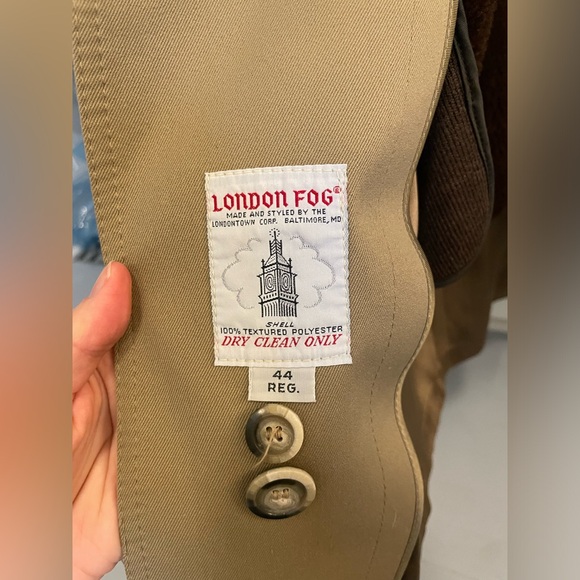 LONDON FOG®
MADE AND STYLED BY THE
LONDONTOWN CORP. BALTIMORE, MD
SHELL
100% TEXTURED POLYESTER
DRY CLEAN ONLY
44
REG.